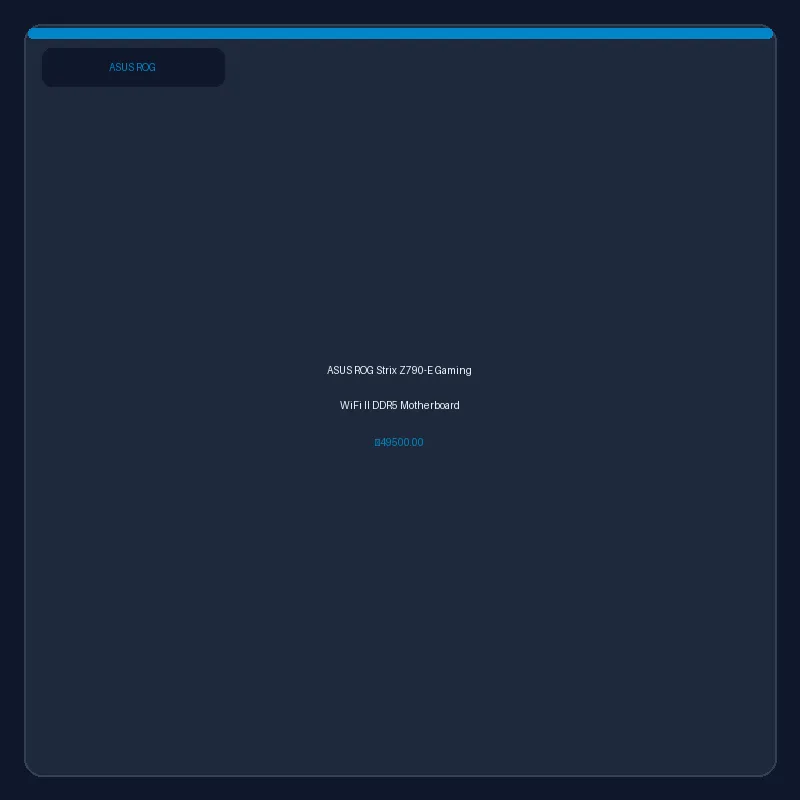 ASUS ROG
ASUS ROG Strix Z790-E Gaming
WiFi II DDR5 Motherboard
49500.00